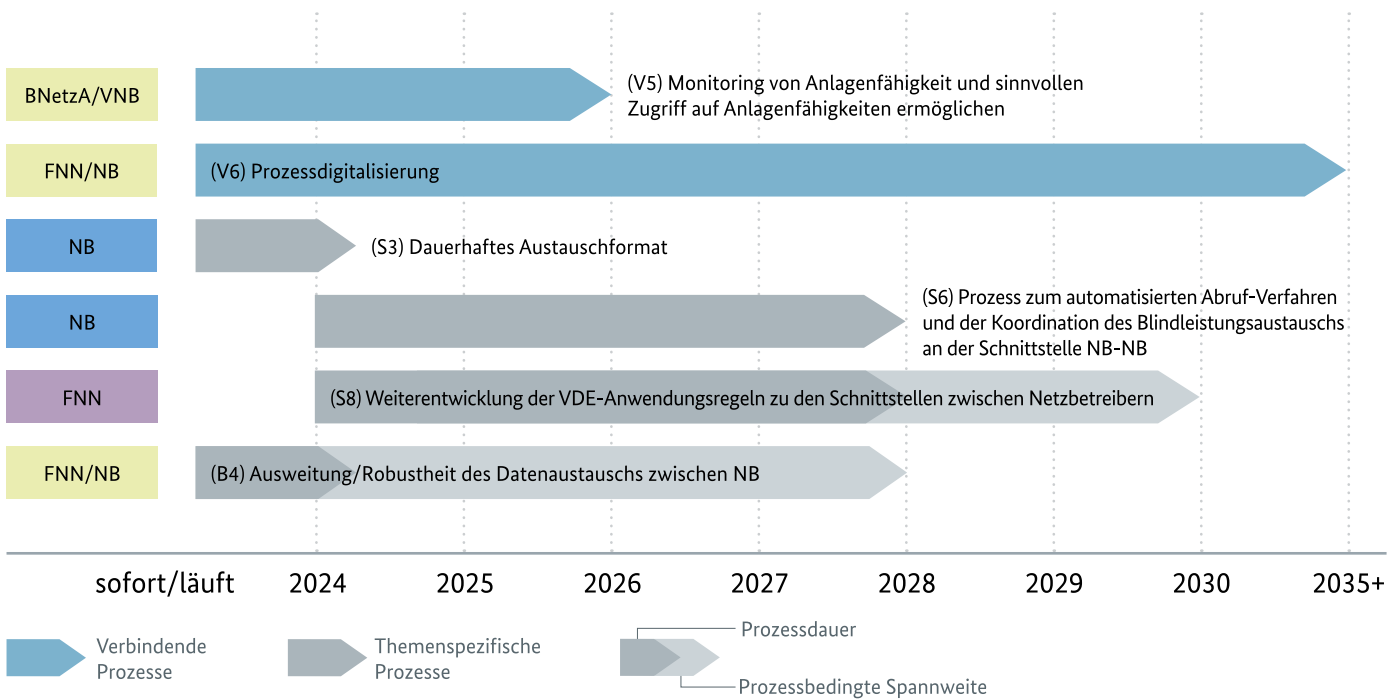 BNetzA/VNB
(V5) Monitoring von Anlagenfähigkeit und sinnvollen
Zugriff auf Anlagenfähigkeiten ermöglichen
FNN/NB
(V6) Prozessdigitalisierung
NB
(S3) Dauerhaftes Austauschformat
NB
(S6) Prozess zum automatisierten Abruf-Verfahren
und der Koordination des Blindleistungsaustauschs
an der Schnittstelle NB-NB
FNN
(S8) Weiterentwicklung der VDE-Anwendungsregeln zu den Schnittstellen zwischen Netzbetreibern
FNN/NB
(B4) Ausweitung/Robustheit des Datenaustauschs zwischen NB
sofort/läuft 2024 2025 2026 2027 2028 2029 2030 2035+
Verbindende
Prozesse
Themenspezifische
Prozesse
Prozessdauer
Prozessbedingte Spannweite